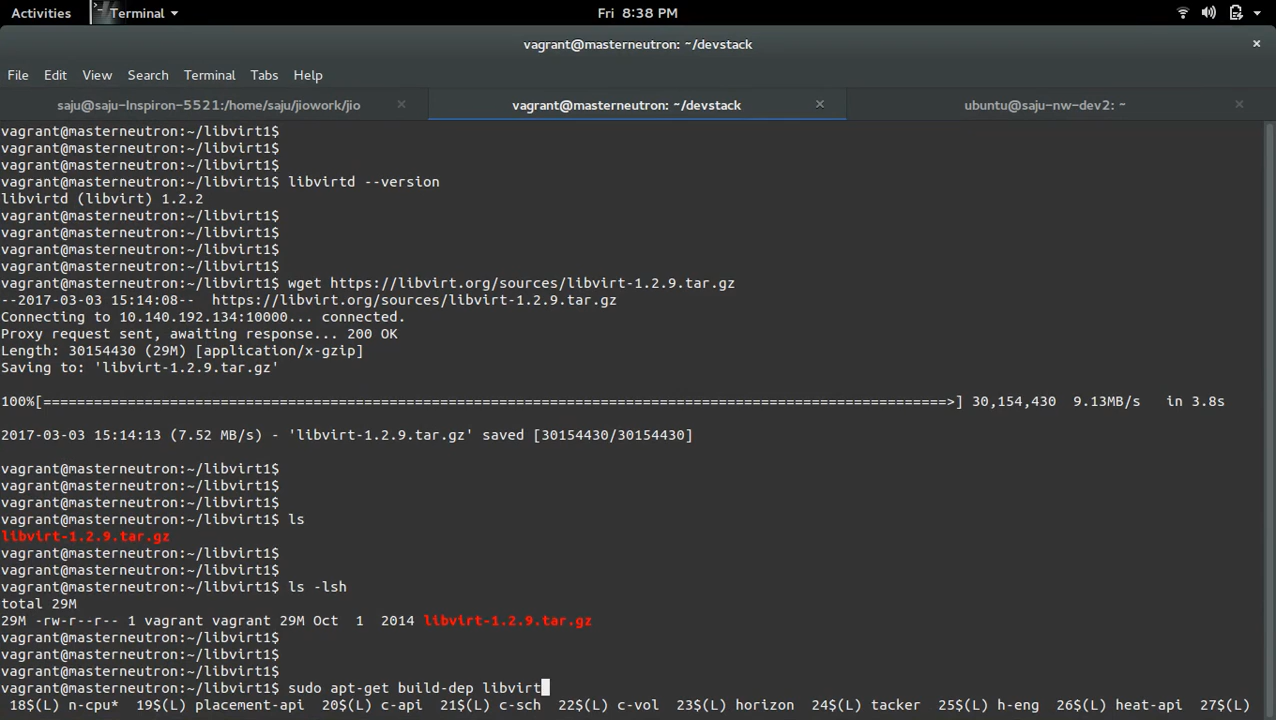 Activities Terminal Fri 8:38 PM
vagrant@masterneutron: ~/devstack ×
File Edit View Search Terminal Tabs Help
saju@saju-Inspiron-5521:/home/saju/jiowork/jio × vagrant@masterneutron: ~/devstack × ubuntu@saju-nw-dev2: ~ ×
vagrant@masterneutron:~/libvirt1$
vagrant@masterneutron:~/libvirt1$
vagrant@masterneutron:~/libvirt1$
vagrant@masterneutron:~/libvirt1$ libvirtd --version
libvirtd (libvirt) 1.2.2
vagrant@masterneutron:~/libvirt1$
vagrant@masterneutron:~/libvirt1$
vagrant@masterneutron:~/libvirt1$
vagrant@masterneutron:~/libvirt1$
vagrant@masterneutron:~/libvirt1$ wget https://libvirt.org/sources/libvirt-1.2.9.tar.gz
--2017-03-03 15:14:08--  https://libvirt.org/sources/libvirt-1.2.9.tar.gz
Connecting to 10.140.192.134:10000... connected.
Proxy request sent, awaiting response... 200 OK
Length: 30154430 (29M) [application/x-gzip]
Saving to: 'libvirt-1.2.9.tar.gz'
100%[===========================================================================================================>] 30,154,430  9.13MB/s   in 3.8s
2017-03-03 15:14:13 (7.52 MB/s) - 'libvirt-1.2.9.tar.gz' saved [30154430/30154430]
vagrant@masterneutron:~/libvirt1$
vagrant@masterneutron:~/libvirt1$
vagrant@masterneutron:~/libvirt1$
vagrant@masterneutron:~/libvirt1$ ls
libvirt-1.2.9.tar.gz
vagrant@masterneutron:~/libvirt1$
vagrant@masterneutron:~/libvirt1$
vagrant@masterneutron:~/libvirt1$ ls -lsh
total 29M
29M -rw-r--r-- 1 vagrant vagrant 29M Oct  1  2014 libvirt-1.2.9.tar.gz
vagrant@masterneutron:~/libvirt1$
vagrant@masterneutron:~/libvirt1$
vagrant@masterneutron:~/libvirt1$
vagrant@masterneutron:~/libvirt1$ sudo apt-get build-dep libvirt
18$(L) n-cpu*  19$(L) placement-api  20$(L) c-api  21$(L) c-sch  22$(L) c-vol  23$(L) horizon  24$(L) tacker  25$(L) h-eng  26$(L) heat-api  27$(L)